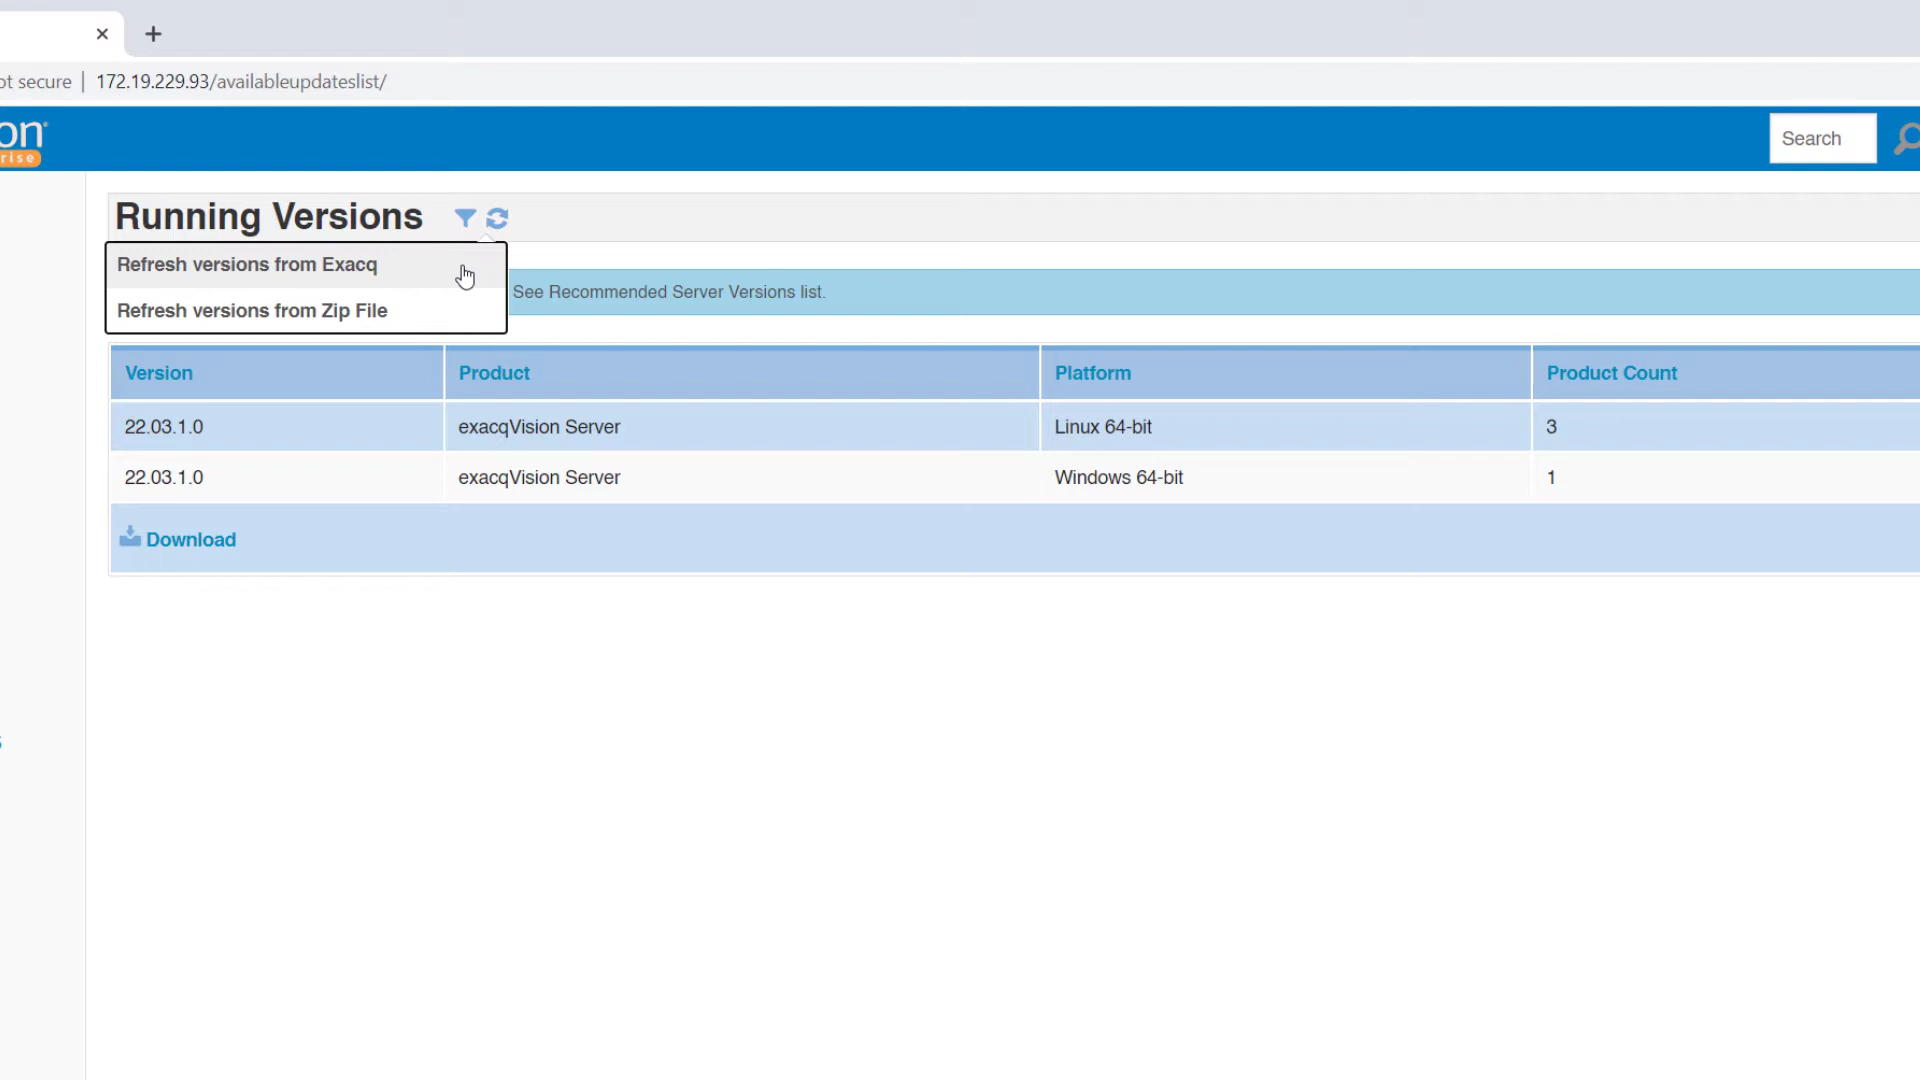 ot secure | 172.19.229.93/availableupdateslist/
on
rise
Search
Running Versions
Refresh versions from Exacq
Refresh versions from Zip File
See Recommended Server Versions list.
Version Product Platform Product Count
22.03.1.0 exacqVision Server Linux 64-bit 3
22.03.1.0 exacqVision Server Windows 64-bit 1
Download